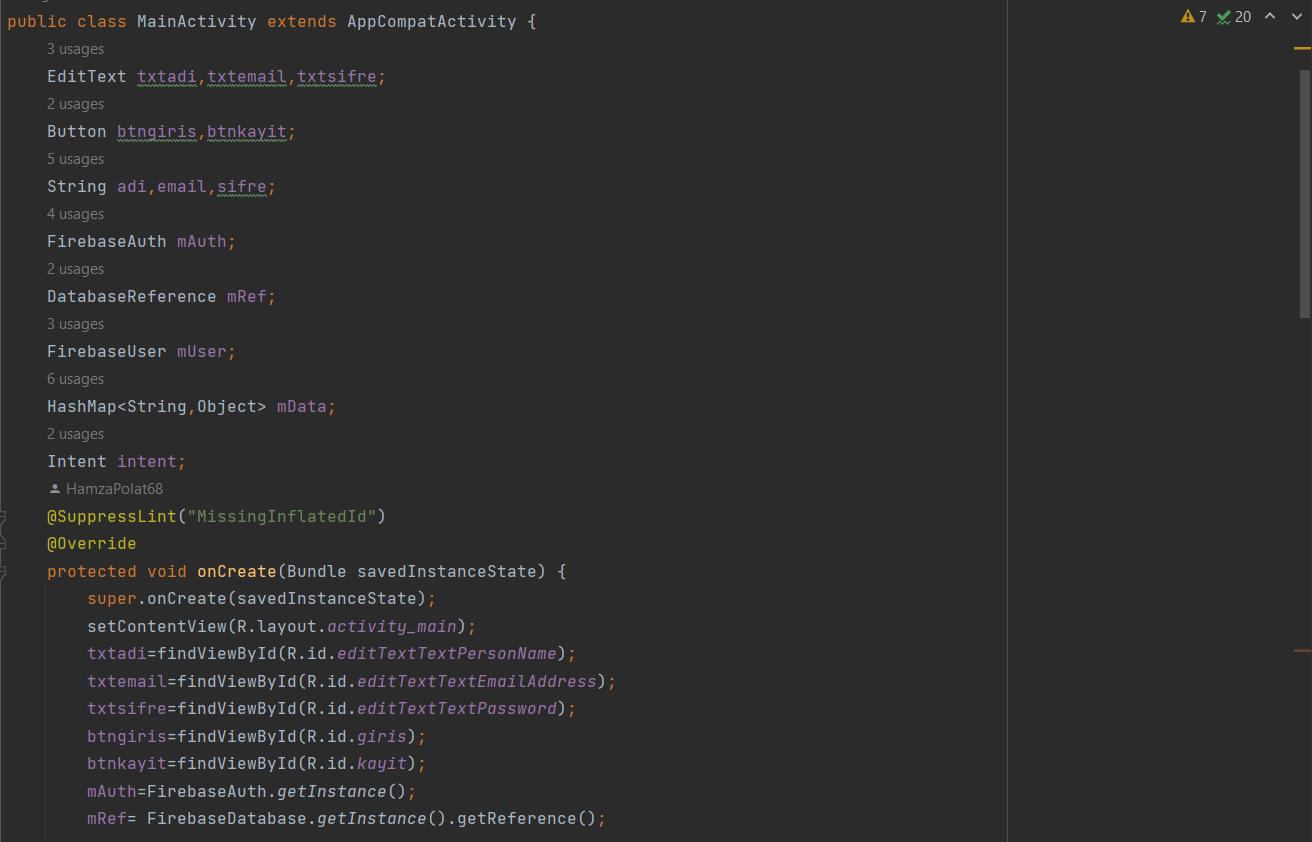 public class MainActivity extends AppCompatActivity {
7 20
3 usages
EditText txtadi,txtemail,txtsifre;
2 usages
Button btngiris,btnkayit;
5 usages
String adi,email,sifre;
4 usages
FirebaseAuth mAuth;
2 usages
DatabaseReference mRef;
3 usages
FirebaseUser mUser;
6 usages
HashMap<String,Object> mData;
2 usages
Intent intent;
HamzaPolat68
@SuppressLint("MissingInflatedId")
@Override
protected void onCreate(Bundle savedInstanceState) {
super.onCreate(savedInstanceState);
setContentView(R.layout.activity_main);
txtadi=findViewById(R.id.editTextTextPersonName);
txtemail=findViewById(R.id.editTextTextEmailAddress);
txtsifre=findViewById(R.id.editTextTextPassword);
btngiris=findViewById(R.id.giris);
btnkayit=findViewById(R.id.kayit);
mAuth=FirebaseAuth.getInstance();
mRef= FirebaseDatabase.getInstance().getReference();